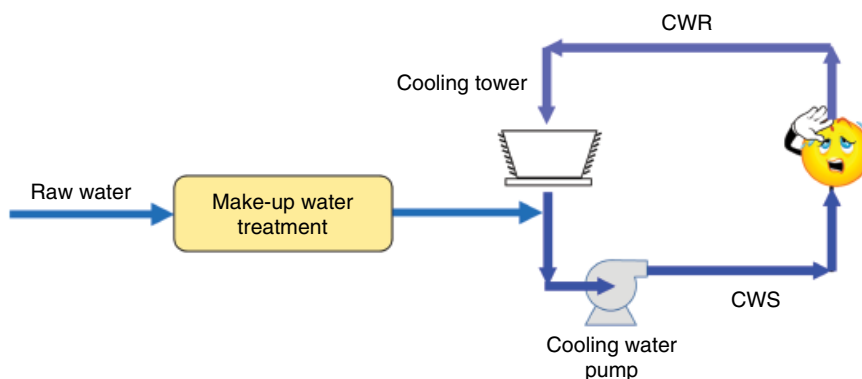 CWR
Cooling tower
Raw water
Make-up water
treatment
CWS
Cooling water
pump